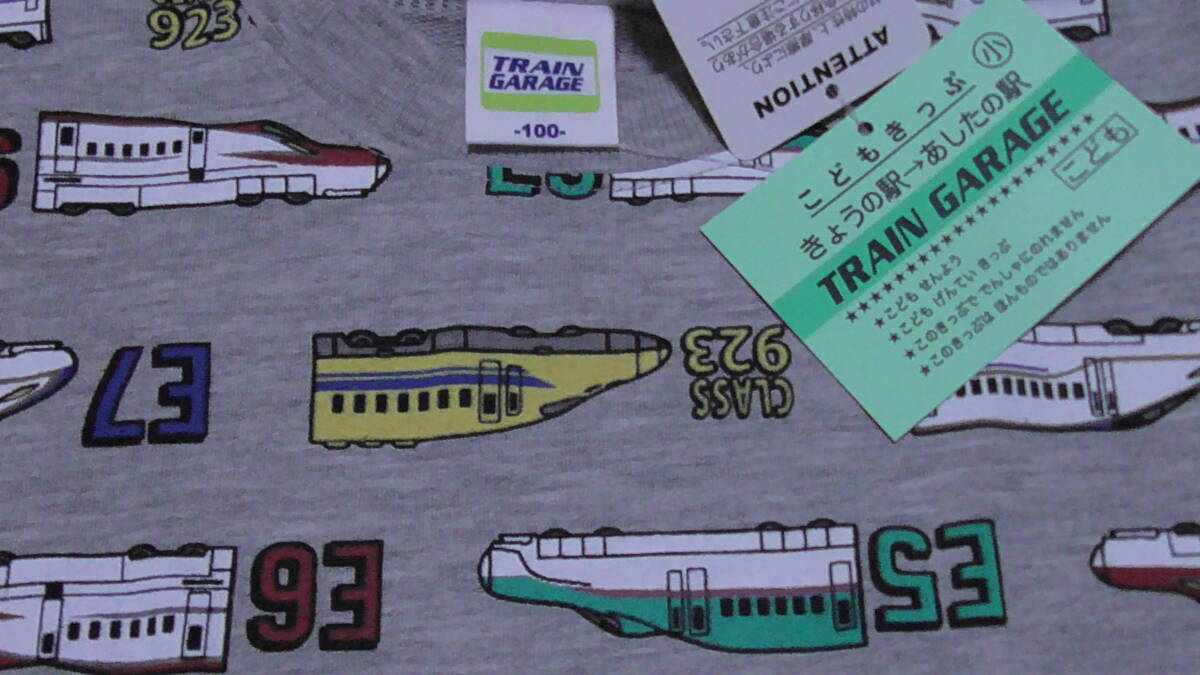 923
TRAIN
GARAGE
-100-
ATTENTION
こどもきっぷ
小
きょうの駅→あしたの駅
TRAIN GARAGE
こども
★★★★★★★★★★★★★★★★★★★★★★★★
★こども せんよう
★こども げんてい きっぷ
★このきっぷで でんしゃにのれません
★このきっぷは ほんものではありません
E7
CLASS
923
E6
E5